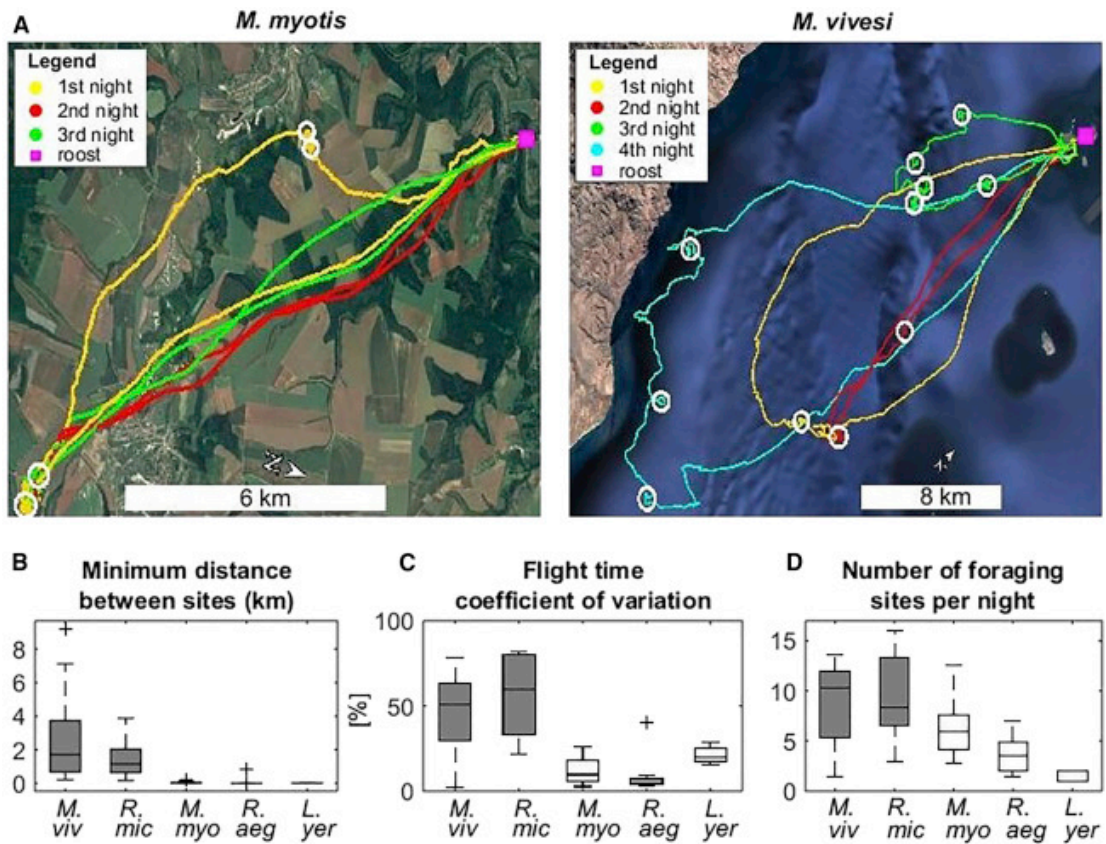 A
M. myotis
M. vivesi
Legend
1st night
2nd night
3rd night
roost
N
6 km
Legend
1st night
2nd night
3rd night
4th night
roost
8 km
B
Minimum distance
between sites (km)
8
6
4
2
0
M.
viv
R.
mic
M.
myo
R.
aeg
L.
yer
C
Flight time
coefficient of variation
[%]
100
50
0
M.
viv
R.
mic
M.
myo
R.
aeg
L.
yer
D
Number of foraging
sites per night
15
10
5
0
M.
viv
R.
mic
M.
myo
R.
aeg
L.
yer